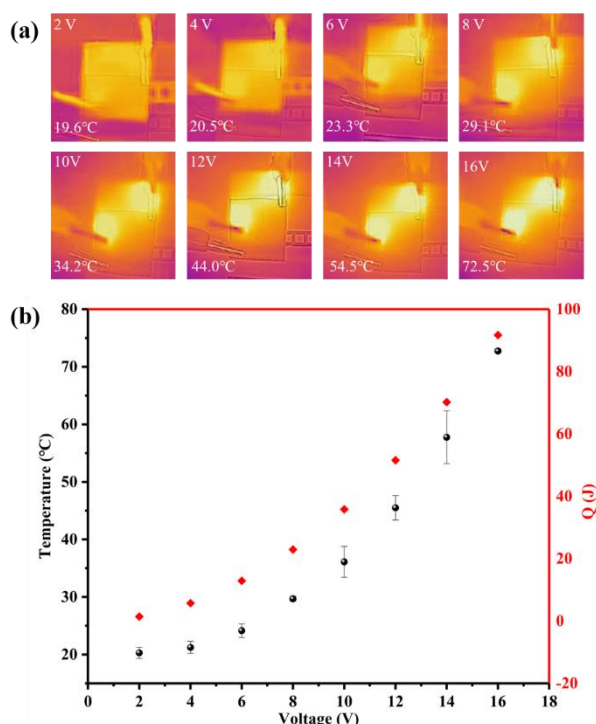 (a)
2 V
4 V
6 V
8 V
19.6°C
20.5°C
23.3°C
29.1°C
10V
12V
14V
16V
34.2°C
44.0°C
54.5°C
72.5°C
(b)
80
70
60
50
40
30
20
Temperature (°C)
100
80
60
40
20
0
-20
Q (J)
0 2 4 6 8 10 12 14 16 18
Voltage (V)